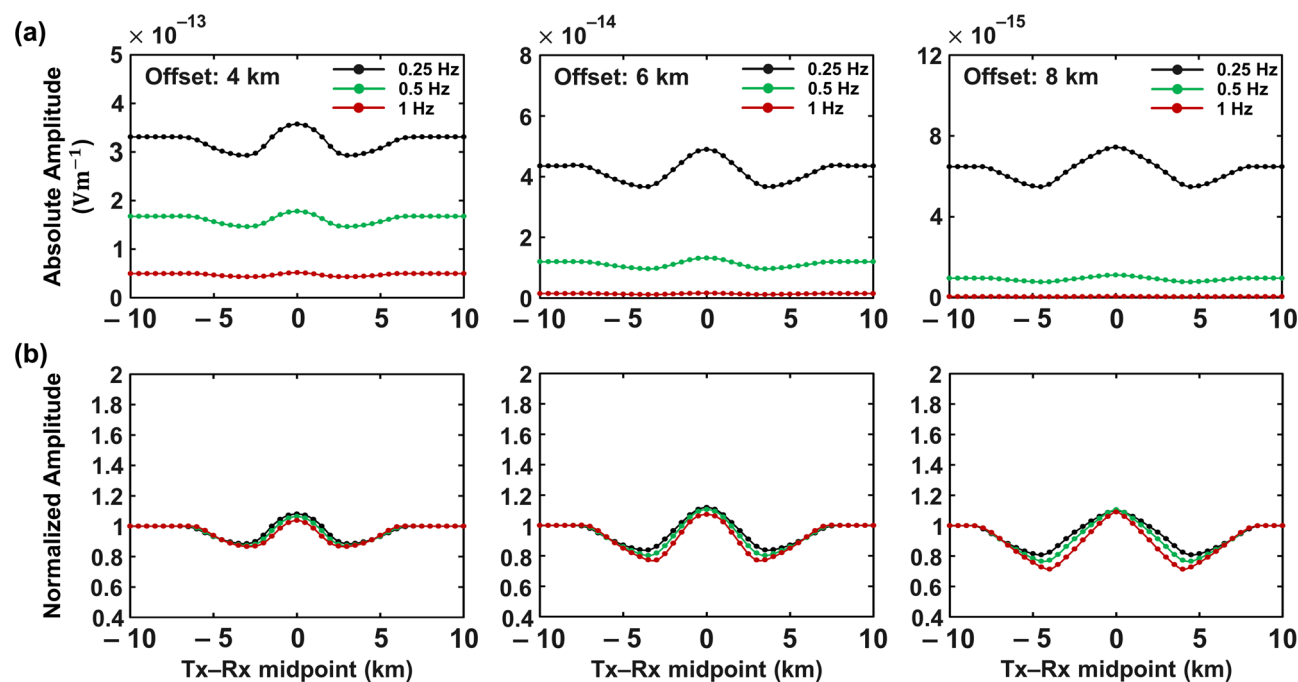 (a)
× 10⁻¹³
Offset: 4 km
0.25 Hz
0.5 Hz
1 Hz
5
4
3
2
1
0
Absolute Amplitude
(Vm⁻¹)
−10 −5 0 5 10
× 10⁻¹⁴
Offset: 6 km
0.25 Hz
0.5 Hz
1 Hz
8
6
4
2
0
−10 −5 0 5 10
× 10⁻¹⁵
Offset: 8 km
0.25 Hz
0.5 Hz
1 Hz
12
9
6
3
0
−10 −5 0 5 10
(b)
Normalized Amplitude
2
1.8
1.6
1.4
1.2
1
0.8
0.6
0.4
−10 −5 0 5 10
Tx–Rx midpoint (km)
2
1.8
1.6
1.4
1.2
1
0.8
0.6
0.4
−10 −5 0 5 10
Tx–Rx midpoint (km)
2
1.8
1.6
1.4
1.2
1
0.8
0.6
0.4
−10 −5 0 5 10
Tx–Rx midpoint (km)